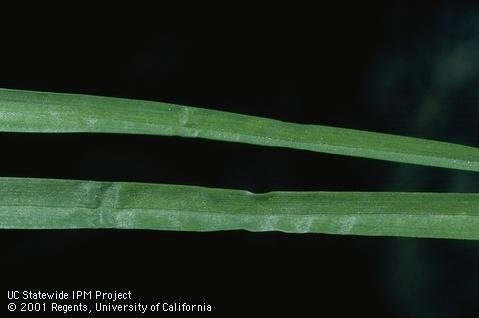 UC Statewide IPM Project
© 2001 Regents, University of California